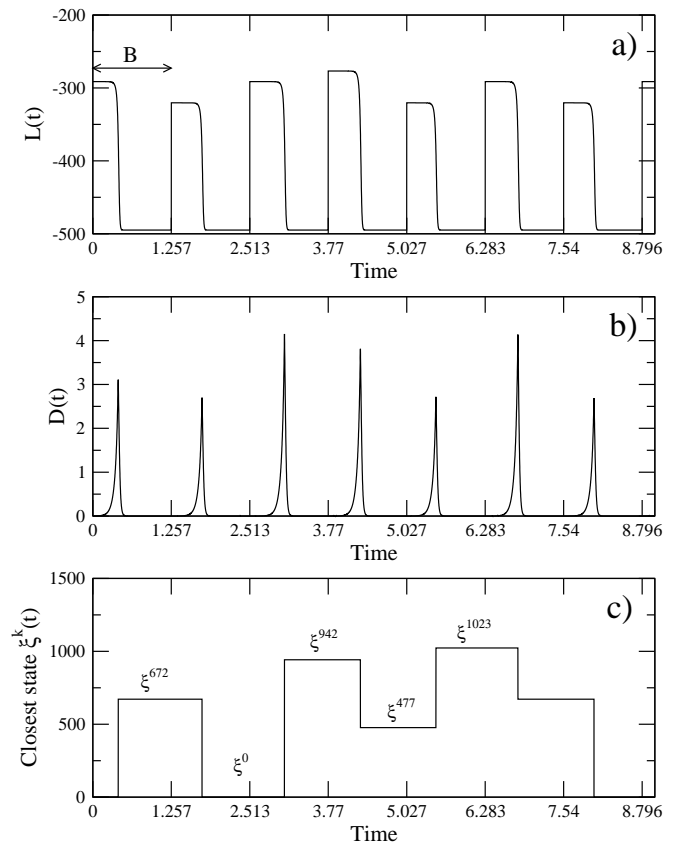 -200
-300
-400
-500
L(t)
B
a)
0 1.257 2.513 3.77 5.027 6.283 7.54 8.796
Time
5
4
3
2
1
0
D(t)
b)
0 1.257 2.513 3.77 5.027 6.283 7.54 8.796
Time
1500
1000
500
0
Closest state ξ^k(t)
c)
ξ^672
ξ^0
ξ^942
ξ^477
ξ^1023
0 1.257 2.513 3.77 5.027 6.283 7.54 8.796
Time